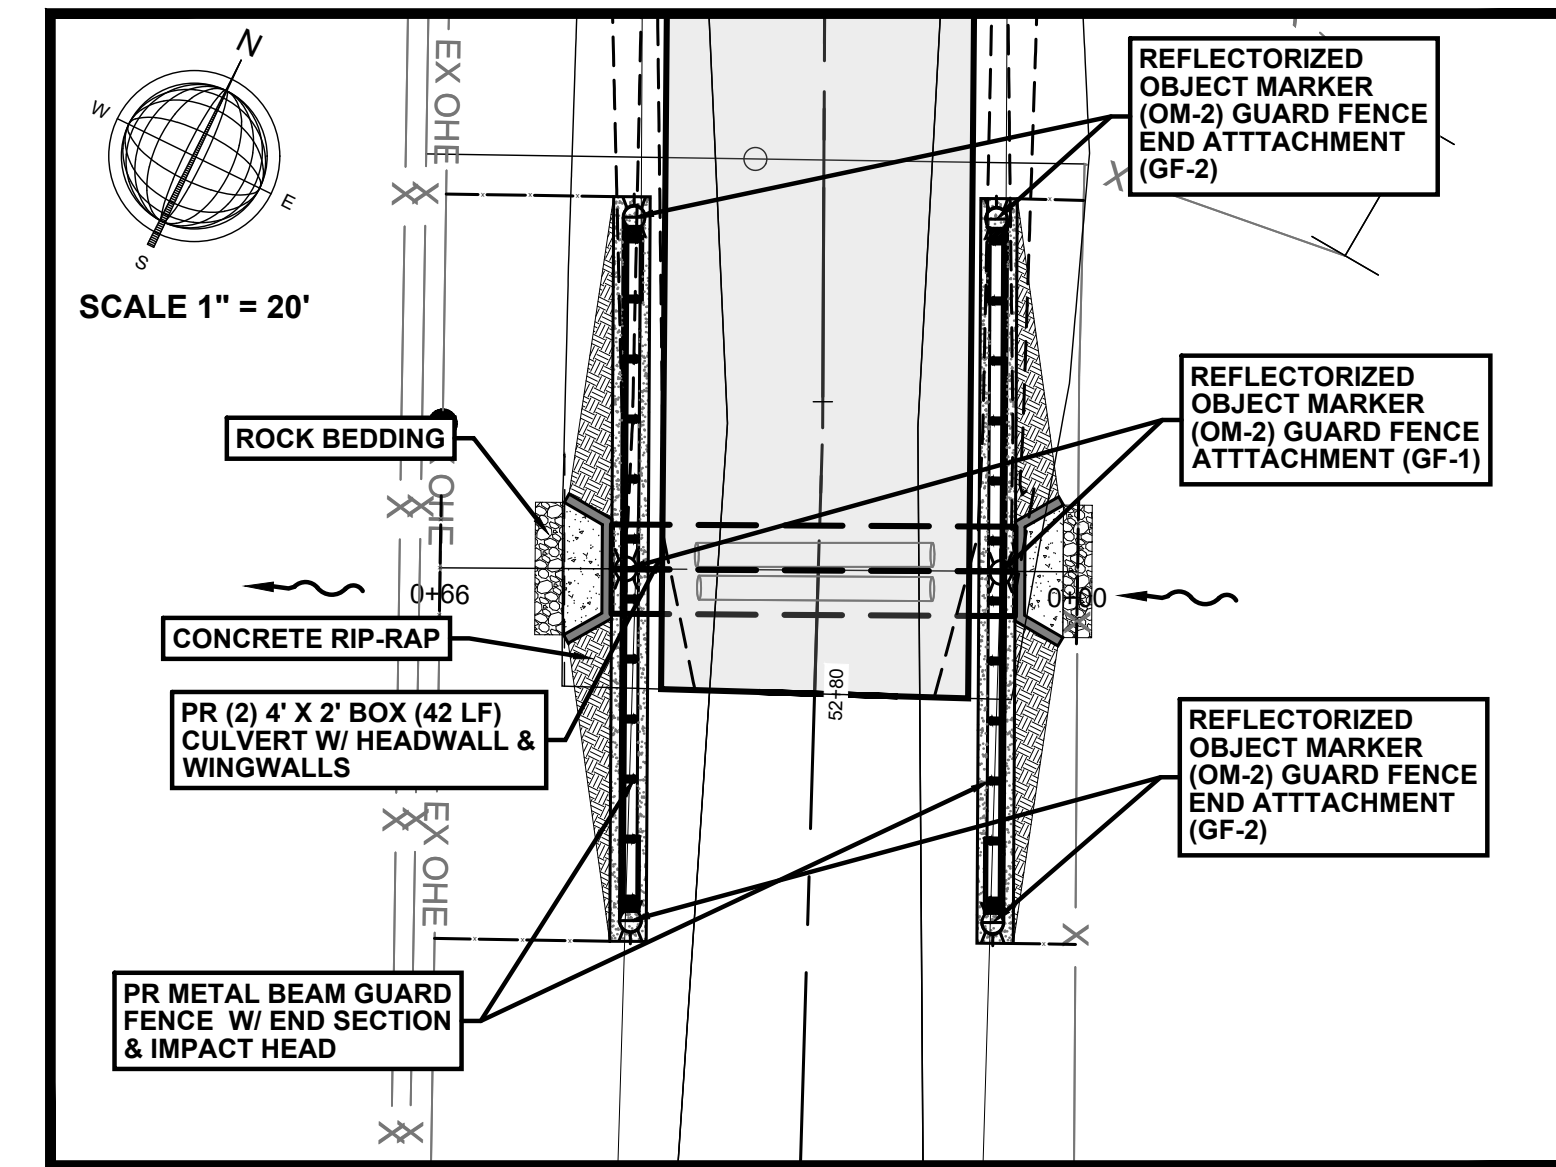 N
W
E
S
SCALE 1" = 20'
EX OHE
REFLECTORIZED
OBJECT MARKER
(OM-2) GUARD FENCE
END ATTTACHMENT
(GF-2)
X
X X
REFLECTORIZED
OBJECT MARKER
(OM-2) GUARD FENCE
ATTTACHMENT (GF-1)
ROCK BEDDING
OHE
X X
0+66
0+00
CONCRETE RIP-RAP
PR (2) 4' X 2' BOX (42 LF)
CULVERT W/ HEADWALL &
WINGWALLS
52+80
REFLECTORIZED
OBJECT MARKER
(OM-2) GUARD FENCE
END ATTTACHMENT
(GF-2)
X X
EX OHE
X
PR METAL BEAM GUARD
FENCE W/ END SECTION
& IMPACT HEAD
X X